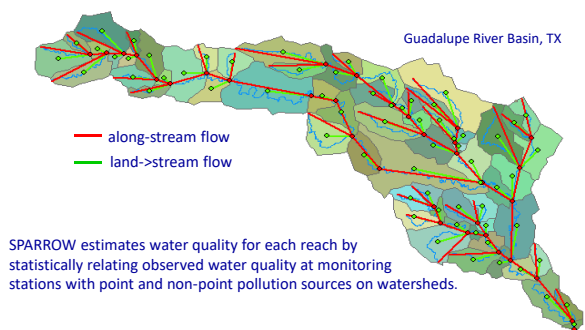 Guadalupe River Basin, TX
along-stream flow
land->stream flow
SPARROW estimates water quality for each reach by
statistically relating observed water quality at monitoring
stations with point and non-point pollution sources on watersheds.